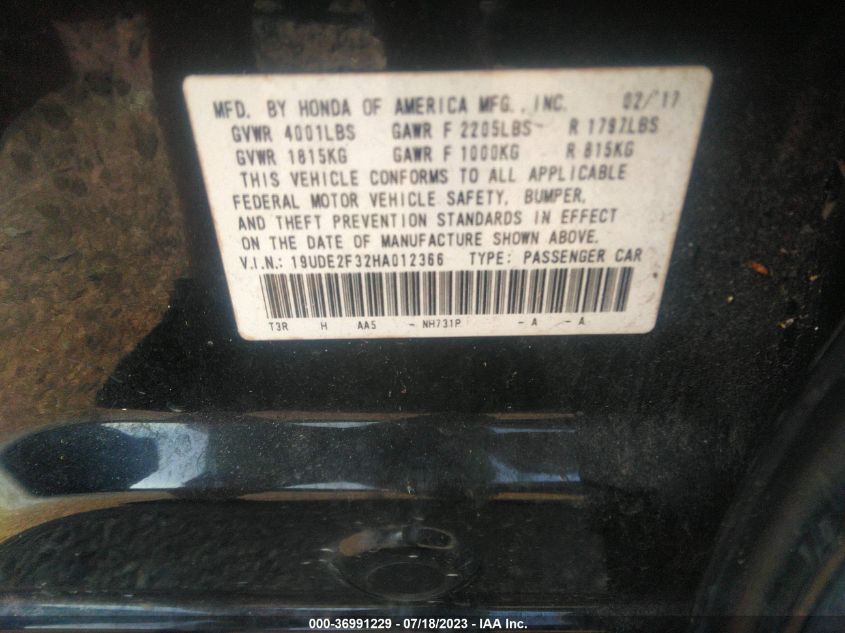 MFD. BY HONDA OF AMERICA MFG., INC. 02/'17
GVWR 4001LBS GAWR F 2205LBS R 1797LBS
GVWR 1815KG GAWR F 1000KG R 815KG
THIS VEHICLE CONFORMS TO ALL APPLICABLE
FEDERAL MOTOR VEHICLE SAFETY, BUMPER,
AND THEFT PREVENTION STANDARDS IN EFFECT
ON THE DATE OF MANUFACTURE SHOWN ABOVE.
V.I.N.: 19UDE2F32HA012366 TYPE: PASSENGER CAR
T3R H AA5 - NH731P - A - A
000-36991229 - 07/18/2023 - IAA Inc.